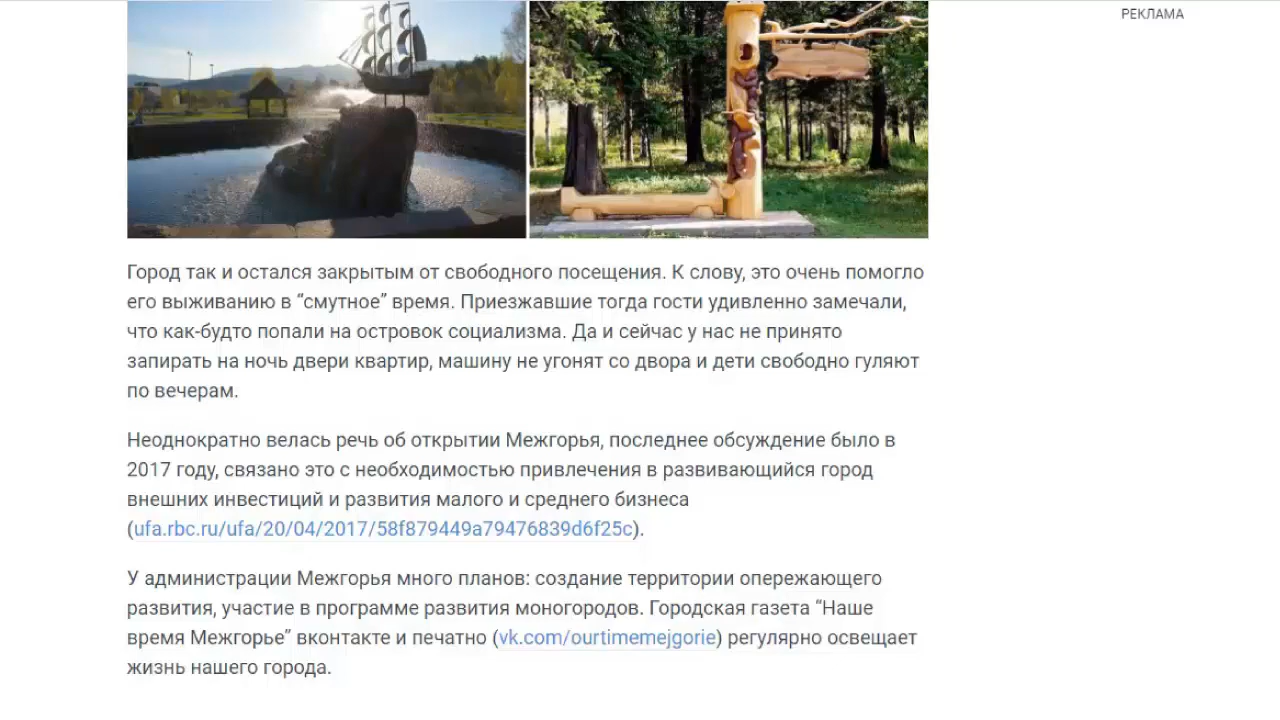 РЕКЛАМА
Город так и остался закрытым от свободного посещения. К слову, это очень помогло
его выживанию в “смутное” время. Приезжавшие тогда гости удивленно замечали,
что как-будто попали на островок социализма. Да и сейчас у нас не принято
запирать на ночь двери квартир, машину не угонят со двора и дети свободно гуляют
по вечерам.
Неоднократно велась речь об открытии Межгорья, последнее обсуждение было в
2017 году, связано это с необходимостью привлечения в развивающийся город
внешних инвестиций и развития малого и среднего бизнеса
(ufa.rbc.ru/ufa/20/04/2017/58f879449a79476839d6f25c).
У администрации Межгорья много планов: создание территории опережающего
развития, участие в программе развития моногородов. Городская газета “Наше
время Межгорье” вконтакте и печатно (vk.com/ourtimemejgorie) регулярно освещает
жизнь нашего города.